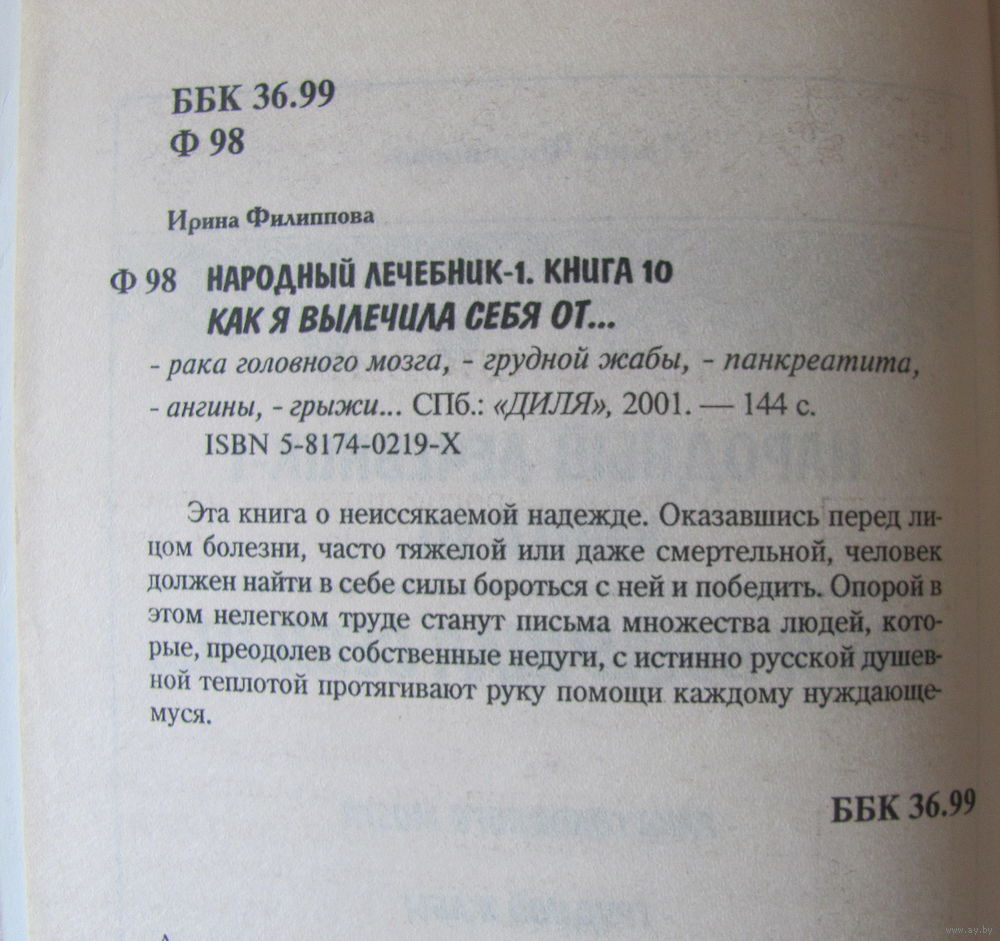 ББК 36.99
Ф 98
Ирина Филиппова
Ф 98 НАРОДНЫЙ ЛЕЧЕБНИК-1. КНИГА 10
КАК Я ВЫЛЕЧИЛА СЕБЯ ОТ...
- рака головного мозга, - грудной жабы, - панкреатита,
- ангины, - грыжи... СПб.: «ДИЛЯ», 2001. — 144 с.
ISBN 5-8174-0219-X
Эта книга о неиссякаемой надежде. Оказавшись перед ли-
цом болезни, часто тяжелой или даже смертельной, человек
должен найти в себе силы бороться с ней и победить. Опорой в
этом нелегком труде станут письма множества людей, кото-
рые, преодолев собственные недуги, с истинно русской душев-
ной теплотой протягивают руку помощи каждому нуждающе-
муся.
ББК 36.99
www.ay.by